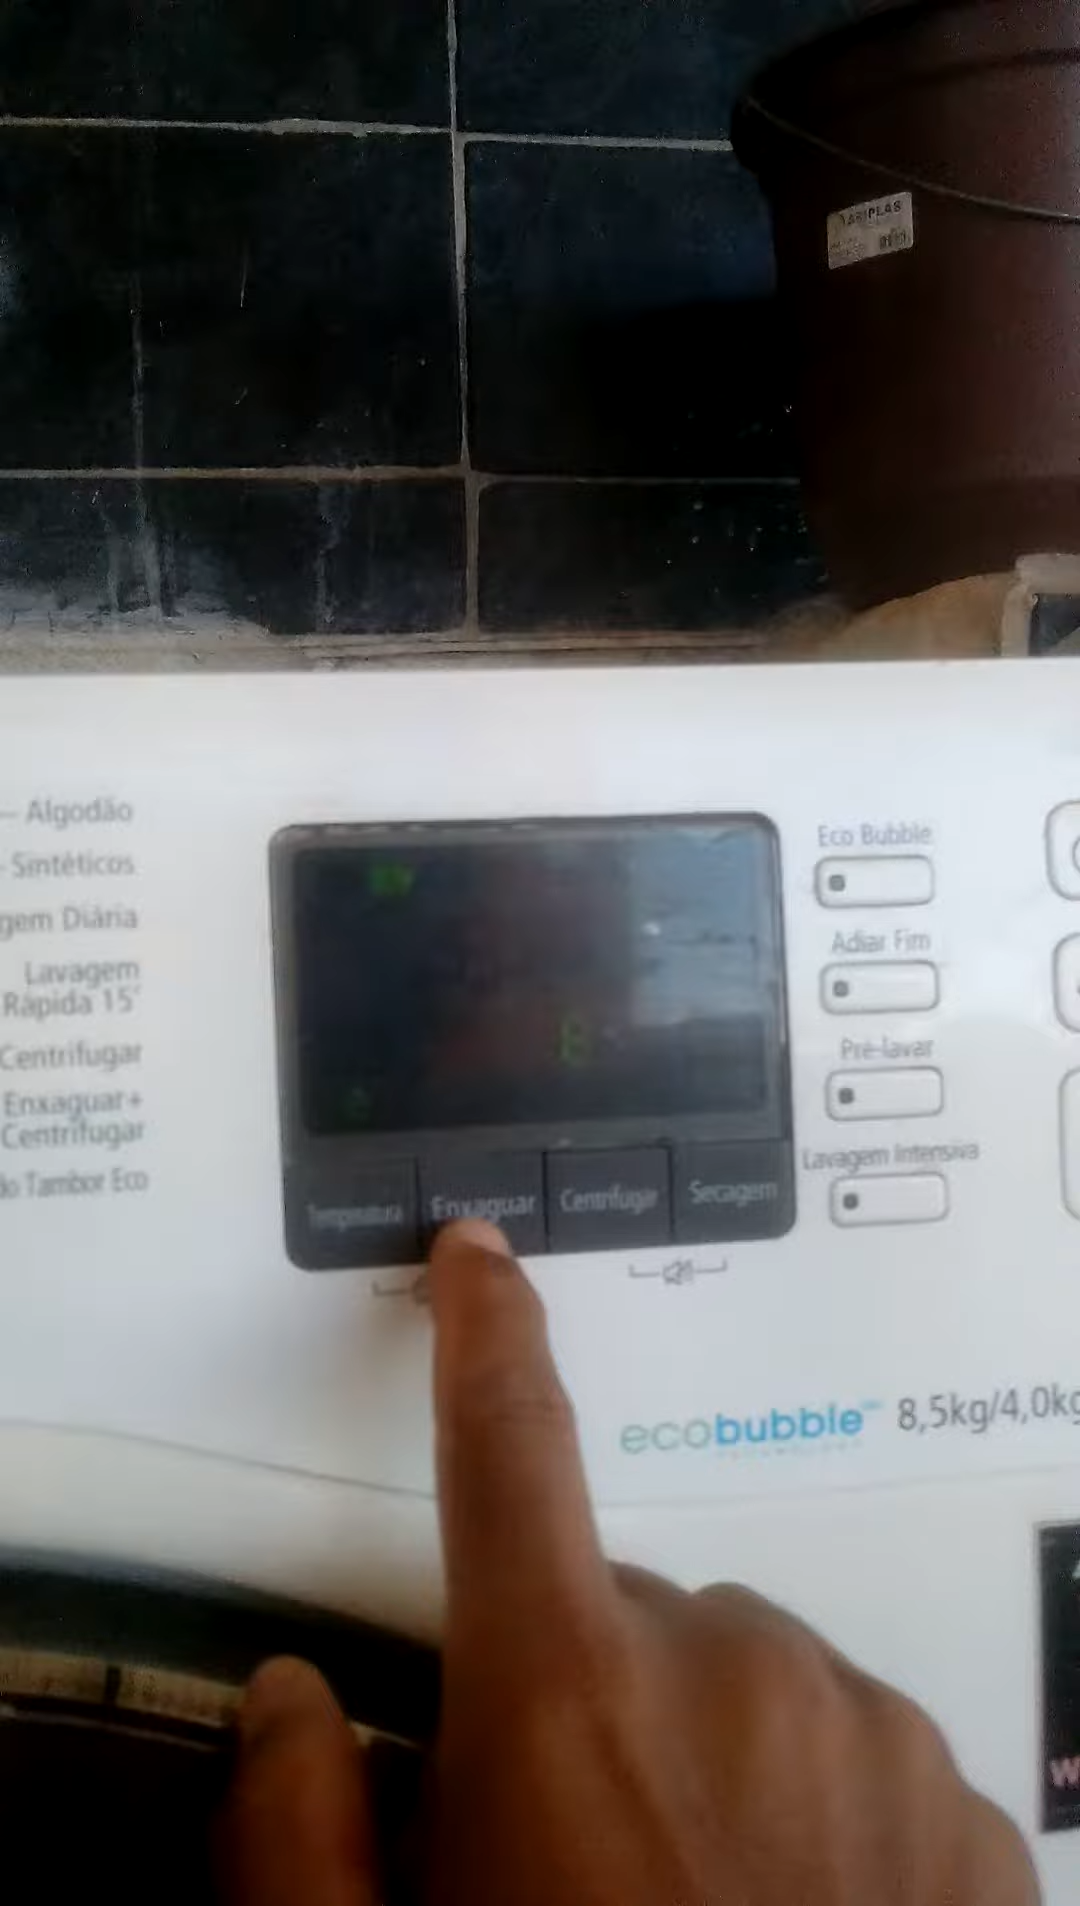 — Algodão
- Sintéticos
gem Diária
Lavagem
Rápida 15'
Centrifugar
Enxaguar+
Centrifugar
do Tambor Eco
Temperatura
Enxaguar
Centrifugar
Secagem
Eco Bubble
Adiar Fim
Pré-lavar
Lavagem Intensiva
ecobubble
8,5kg/4,0kg